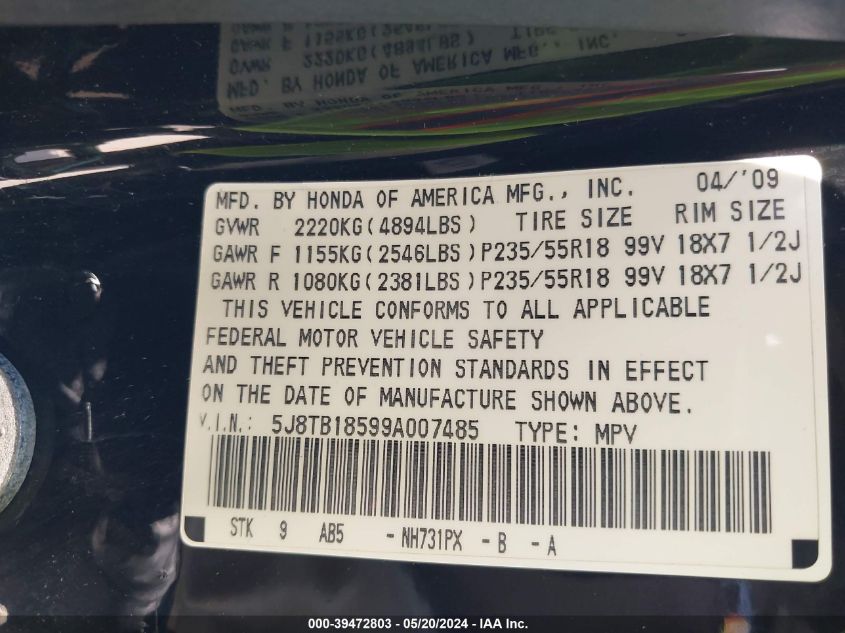 MFD. BY HONDA OF AMERICA MFG., INC. 04/'09
GVWR 2220KG(4894LBS) TIRE SIZE RIM SIZE
GAWR F 1155KG(2546LBS)P235/55R18 99V 18X7 1/2J
GAWR R 1080KG(2381LBS)P235/55R18 99V 18X7 1/2J
THIS VEHICLE CONFORMS TO ALL APPLICABLE
FEDERAL MOTOR VEHICLE SAFETY
AND THEFT PREVENTION STANDARDS IN EFFECT
ON THE DATE OF MANUFACTURE SHOWN ABOVE.
V.I.N.: 5J8TB18599A007485 TYPE: MPV
STK 9 AB5 - NH731PX - B - A
000-39472803 - 05/20/2024 - IAA Inc.